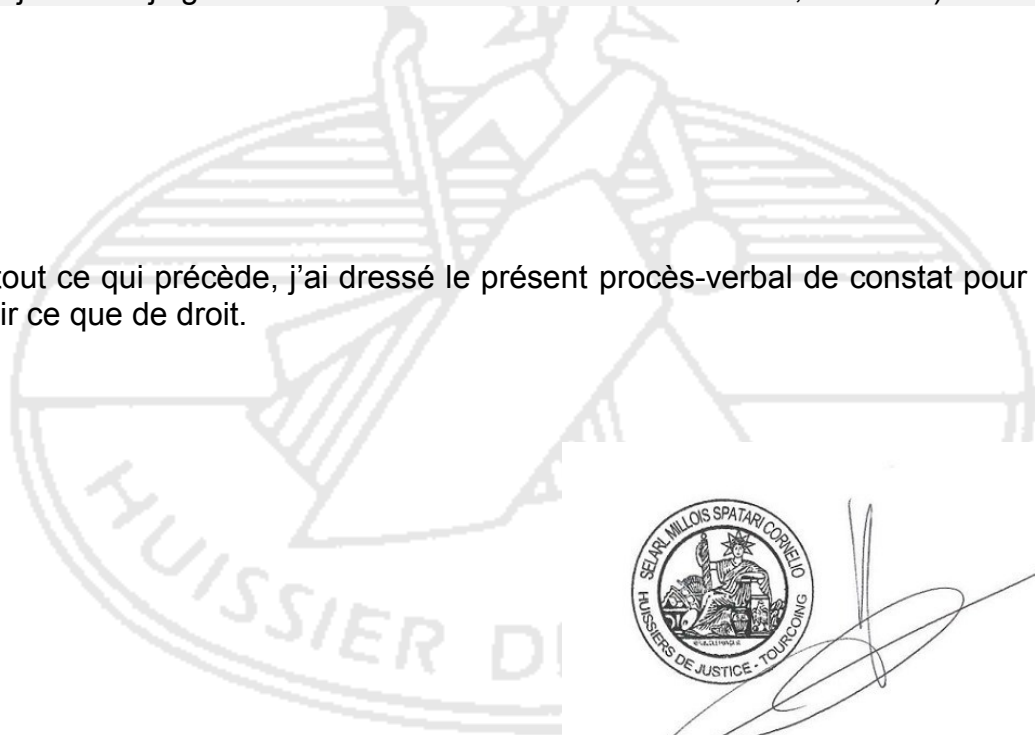 tout ce qui précède, j’ai dressé le présent procès-verbal de constat pour
ir ce que de droit.
HUISSIER D
SELARL MILLOIS SPATARI CORNELIO
HUISSIERS DE JUSTICE - TOURCOING